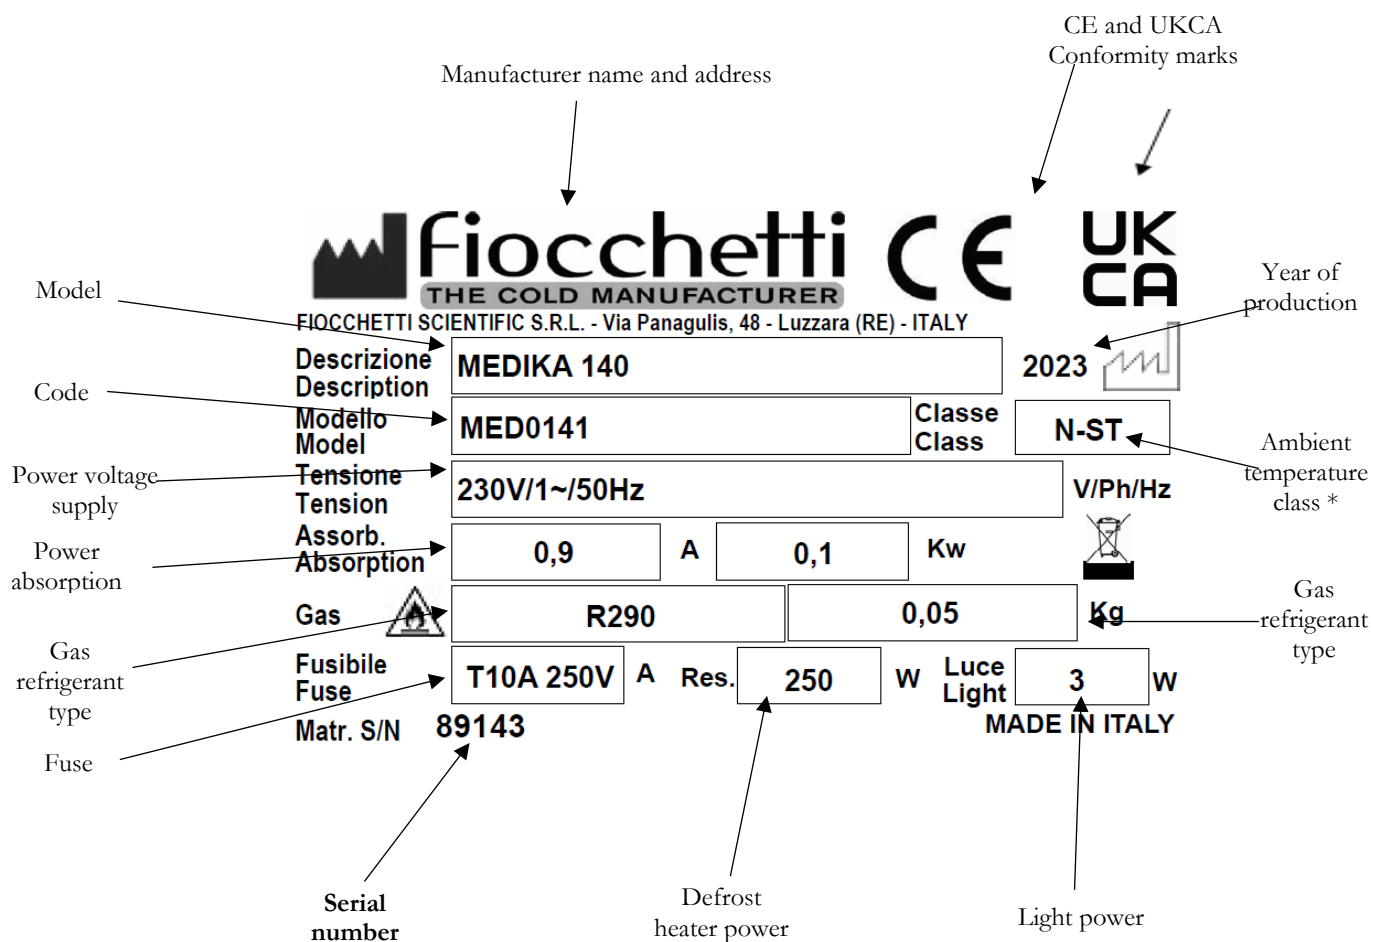 CE and UKCA
Conformity marks
Manufacturer name and address
fiocchetti
THE COLD MANUFACTURER
CE
UK
CA
FIOCCHETTI SCIENTIFIC S.R.L. - Via Panagulis, 48 - Luzzara (RE) - ITALY
Model
Year of
production
Descrizione
Description
MEDIKA 140
2023
Code
Modello
Model
MED0141
Classe
Class
N-ST
Ambient
temperature
class *
Power voltage
supply
Tensione
Tension
230V/1~/50Hz
V/Ph/Hz
Power
absorption
Assorb.
Absorption
0,9
A
0,1
Kw
Gas
R290
0,05
Kg
Gas
refrigerant
type
Gas
refrigerant
type
Fusibile
Fuse
T10A 250V
A
Res.
250
W
Luce
Light
3
W
Matr. S/N
89143
MADE IN ITALY
Fuse
Serial
number
Defrost
heater power
Light power